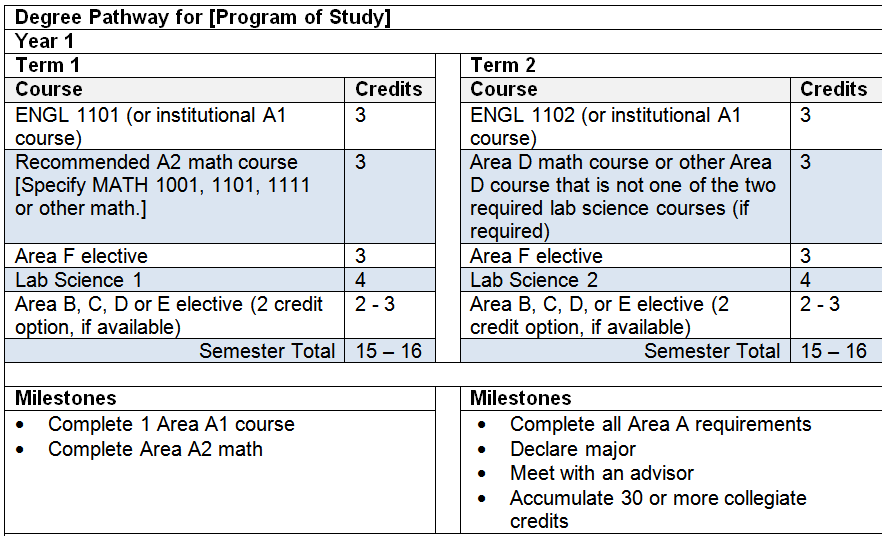 Degree Pathway for [Program of Study]
Year 1
Term 1
Course Credits
ENGL 1101 (or institutional A1 3
course)
Recommended A2 math course 3
[Specify MATH 1001, 1101, 1111
or other math.]
Area F elective 3
Lab Science 1 4
Area B, C, D or E elective (2 credit 2 - 3
option, if available)
Semester Total 15 – 16
Term 2
Course Credits
ENGL 1102 (or institutional A1 3
course)
Area D math course or other Area 3
D course that is not one of the two
required lab science courses (if
required)
Area F elective 3
Lab Science 2 4
Area B, C, D, or E elective (2 2 - 3
credit option, if available)
Semester Total 15 – 16
Milestones
• Complete 1 Area A1 course
• Complete Area A2 math
Milestones
• Complete all Area A requirements
• Declare major
• Meet with an advisor
• Accumulate 30 or more collegiate
credits